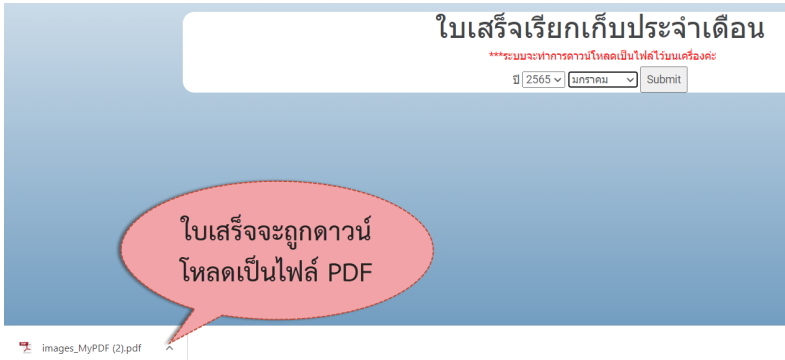 ใบเสร็จเรียกเก็บประจำเดือน
***ระบบจะทำการดาวน์โหลดเป็นไฟล์ไว้บนเครื่องค่ะ
ปี 2565 มกราคม Submit
ใบเสร็จจะถูกดาวน์
โหลดเป็นไฟล์ PDF
images_MyPDF (2).pdf